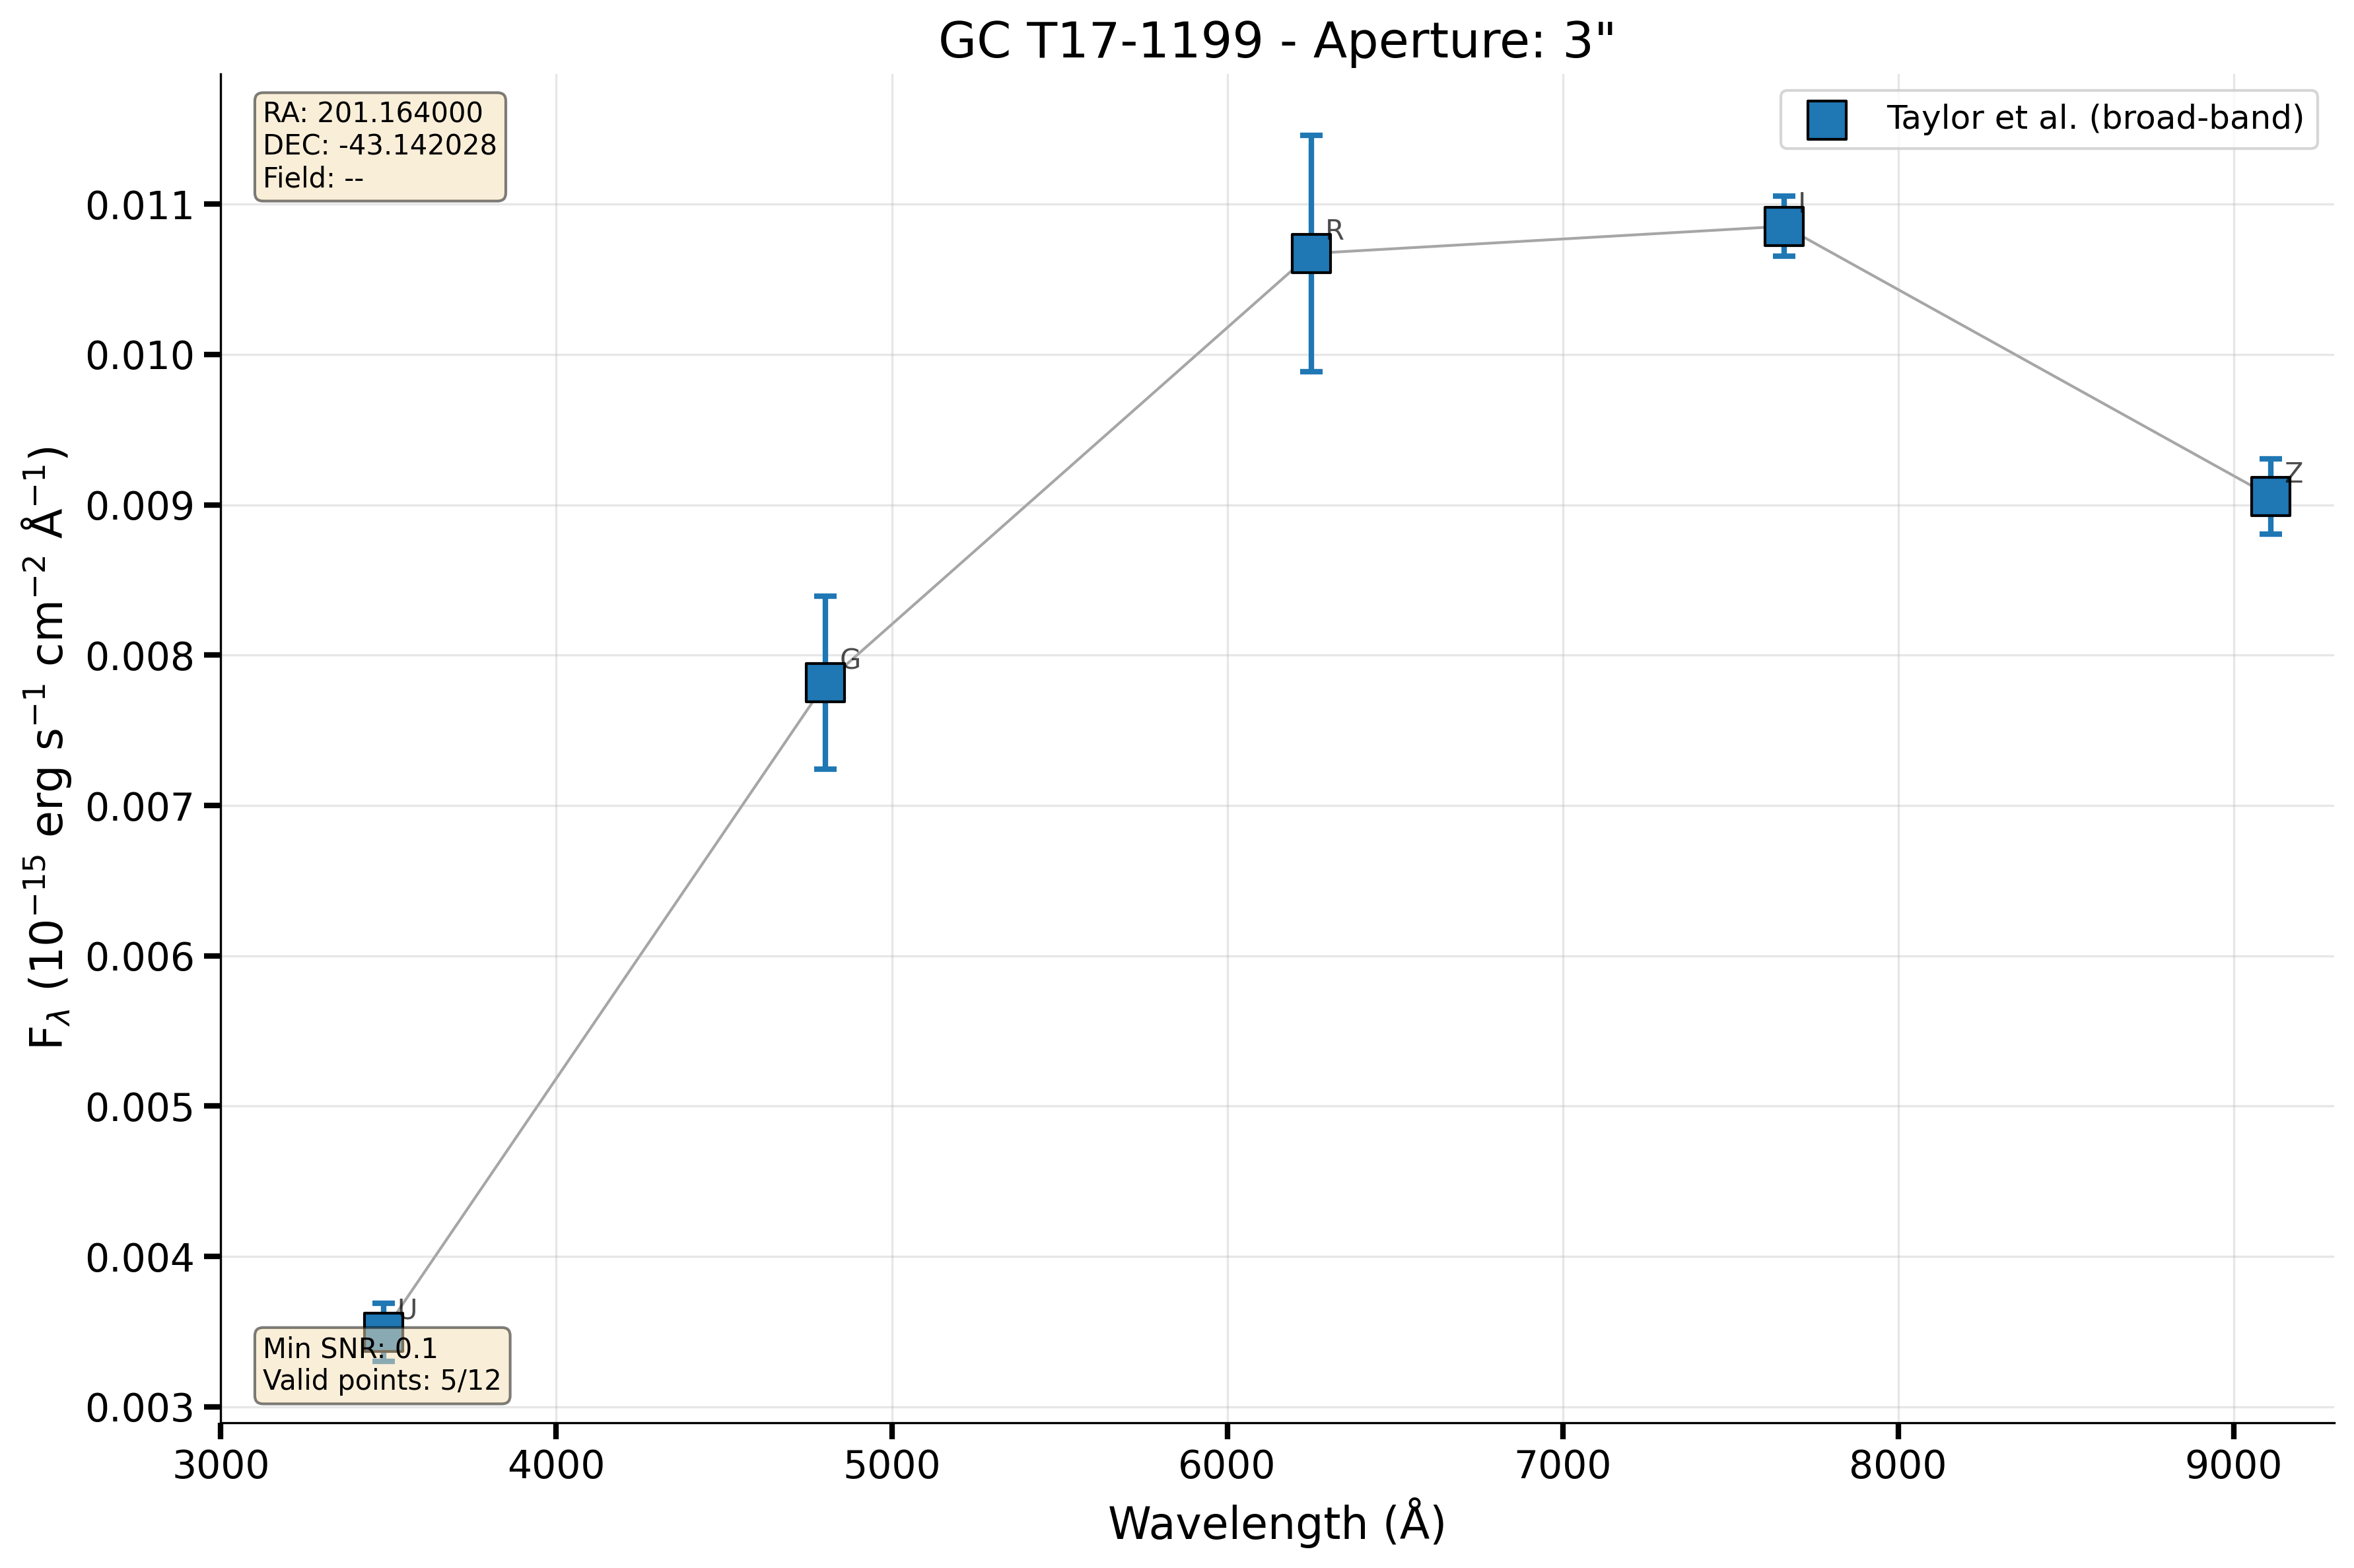 GC T17-1199 - Aperture: 3"
RA: 201.164000
DEC: -43.142028
Field: --
Taylor et al. (broad-band)
0.011
0.010
0.009
0.008
0.007
0.006
0.005
0.004
0.003
F_λ (10⁻¹⁵ erg s⁻¹ cm⁻² Å⁻¹)
U
G
R
I
Z
Min SNR: 0.1
Valid points: 5/12
3000 4000 5000 6000 7000 8000 9000
Wavelength (Å)